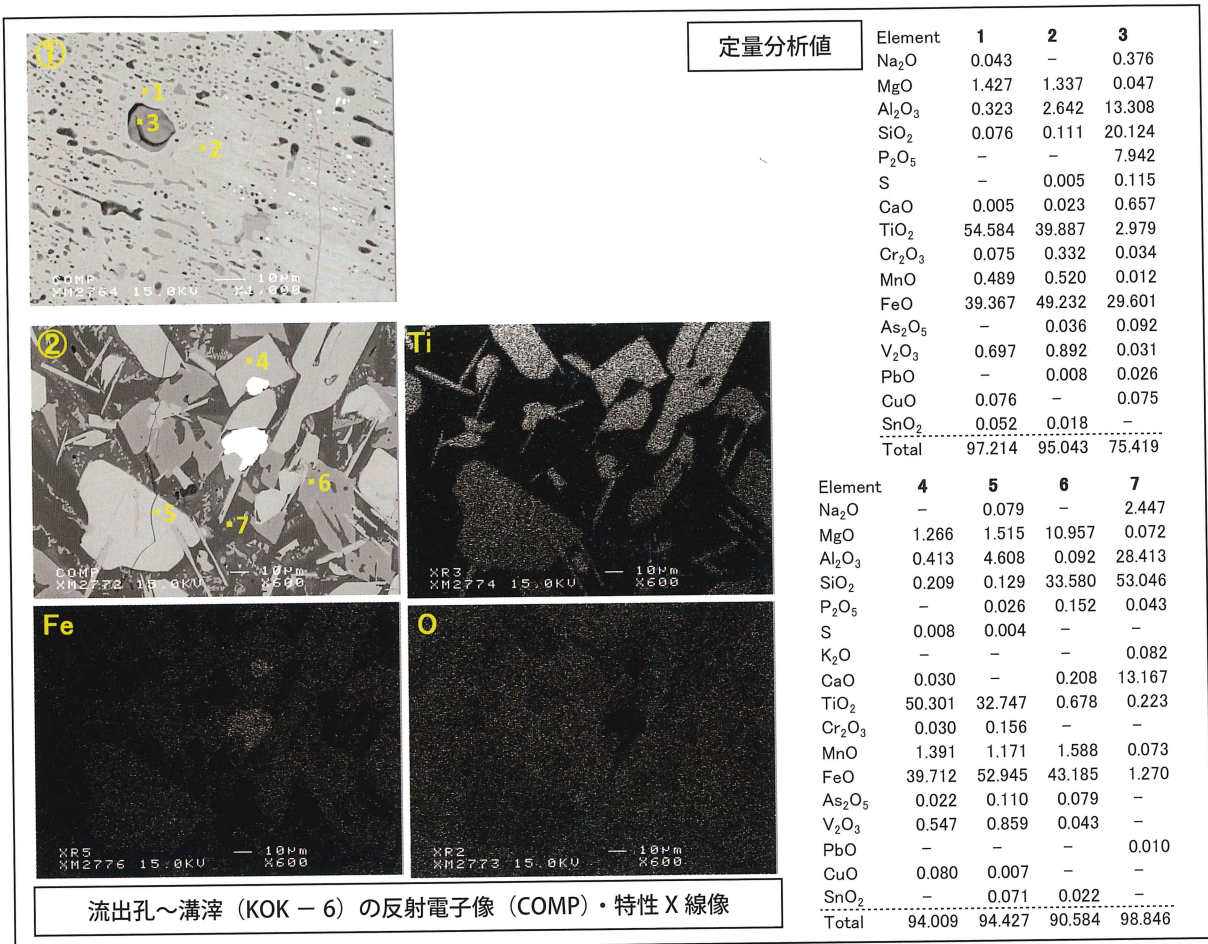 ①
1
3
2
COMP 10μm
XM2764 15.0KV X1,000
定量分析値
Element 1 2 3
Na₂O 0.043 – 0.376
MgO 1.427 1.337 0.047
Al₂O₃ 0.323 2.642 13.308
SiO₂ 0.076 0.111 20.124
P₂O₅ – – 7.942
S – 0.005 0.115
CaO 0.005 0.023 0.657
TiO₂ 54.584 39.887 2.979
Cr₂O₃ 0.075 0.332 0.034
MnO 0.489 0.520 0.012
FeO 39.367 49.232 29.601
As₂O₅ – 0.036 0.092
V₂O₃ 0.697 0.892 0.031
PbO – 0.008 0.026
CuO 0.076 – 0.075
SnO₂ 0.052 0.018 –
Total 97.214 95.043 75.419
②
4
6
5
7
COMP 10μm
XM2772 15.0KV X600
Ti
XR3 10μm
XM2774 15.0KV X600
Fe
XR5 10μm
XM2776 15.0KV X600
O
XR2 10μm
XM2773 15.0KV X600
Element 4 5 6 7
Na₂O – 0.079 – 2.447
MgO 1.266 1.515 10.957 0.072
Al₂O₃ 0.413 4.608 0.092 28.413
SiO₂ 0.209 0.129 33.580 53.046
P₂O₅ – 0.026 0.152 0.043
S 0.008 0.004 – –
K₂O – – – 0.082
CaO 0.030 – 0.208 13.167
TiO₂ 50.301 32.747 0.678 0.223
Cr₂O₃ 0.030 0.156 – –
MnO 1.391 1.171 1.588 0.073
FeO 39.712 52.945 43.185 1.270
As₂O₅ 0.022 0.110 0.079 –
V₂O₃ 0.547 0.859 0.043 –
PbO – – – 0.010
CuO 0.080 0.007 – –
SnO₂ – 0.071 0.022 –
Total 94.009 94.427 90.584 98.846
流出孔～溝滓（KOK－6）の反射電子像（COMP）・特性X線像